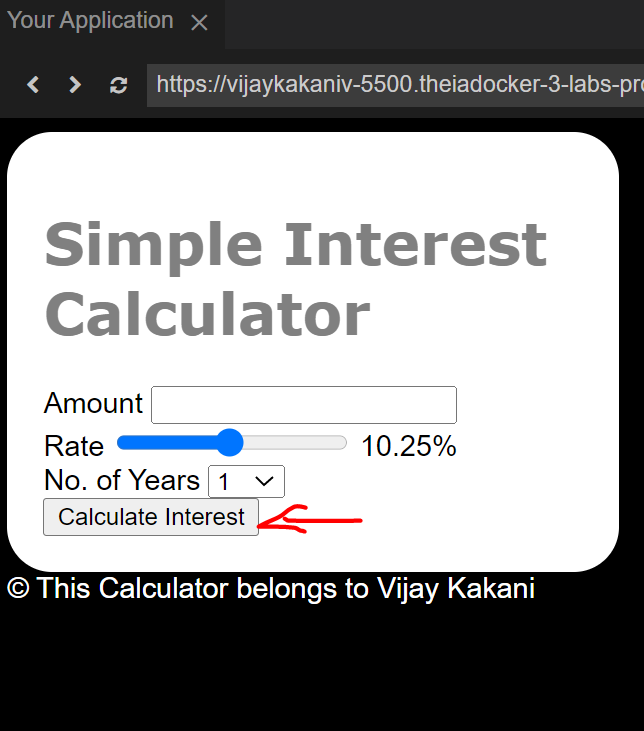 Your Application
https://vijaykakaniv-5500.theiadocker-3-labs-pro
Simple Interest
Calculator
Amount
Rate 10.25%
No. of Years 1
Calculate Interest
© This Calculator belongs to Vijay Kakani